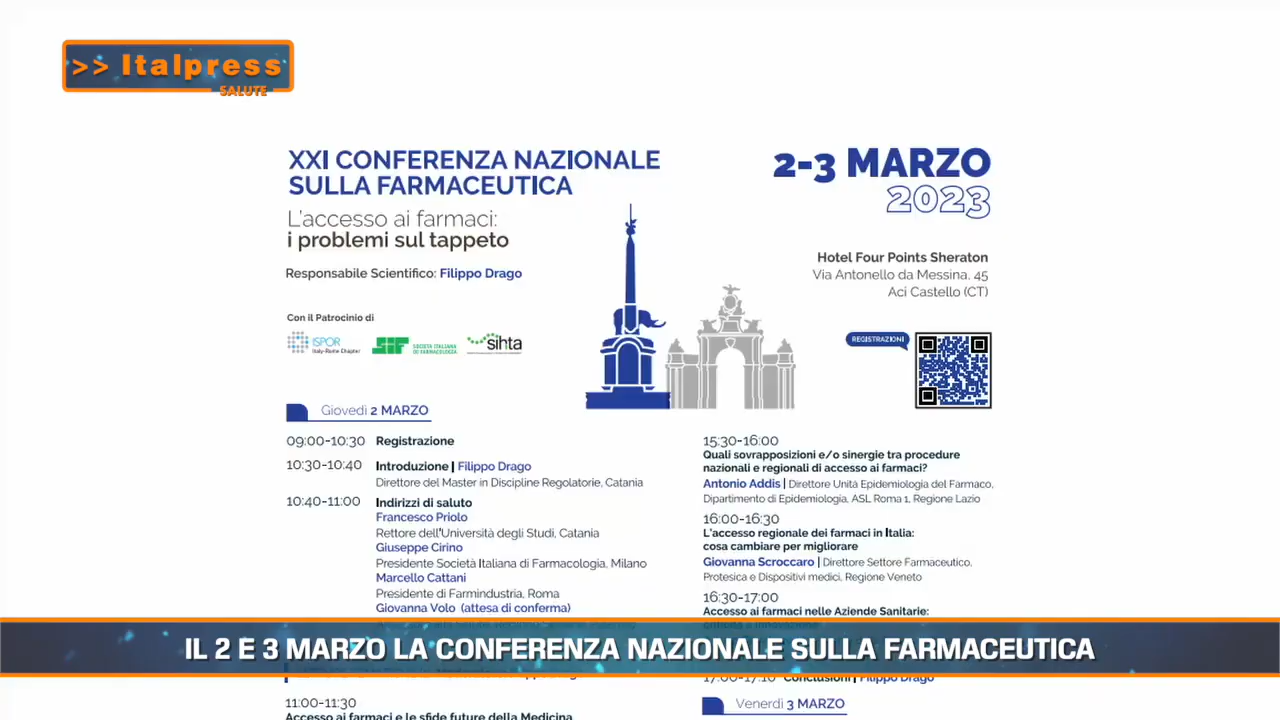 >> Italpress
SALUTE
XXI CONFERENZA NAZIONALE
SULLA FARMACEUTICA
L'accesso ai farmaci:
i problemi sul tappeto
Responsabile Scientifico: Filippo Drago
Con il Patrocinio di
ISPOR
Italy-Rome Chapter
SIF
SOCIETÀ ITALIANA
DI FARMACOLOGIA
sihta
2-3 MARZO
2023
Hotel Four Points Sheraton
Via Antonello da Messina, 45
Aci Castello (CT)
REGISTRAZIONI
Giovedì 2 MARZO
09:00-10:30 Registrazione
10:30-10:40 Introduzione | Filippo Drago
Direttore del Master in Discipline Regolatorie, Catania
10:40-11:00 Indirizzi di saluto
Francesco Priolo
Rettore dell'Università degli Studi, Catania
Giuseppe Cirino
Presidente Società Italiana di Farmacologia, Milano
Marcello Cattani
Presidente di Farmindustria, Roma
Giovanna Volo (attesa di conferma)
11:00-11:30
Accesso ai farmaci e le sfide future della Medicina
15:30-16:00
Quali sovrapposizioni e/o sinergie tra procedure
nazionali e regionali di accesso ai farmaci?
Antonio Addis | Direttore Unità Epidemiologia del Farmaco,
Dipartimento di Epidemiologia, ASL Roma 1, Regione Lazio
16:00-16:30
L'accesso regionale dei farmaci in Italia:
cosa cambiare per migliorare
Giovanna Scroccaro | Direttore Settore Farmaceutico,
Protesica e Dispositivi medici, Regione Veneto
16:30-17:00
Accesso ai farmaci nelle Aziende Sanitarie:
17:00-17:10 Conclusioni | Filippo Drago
Venerdì 3 MARZO
IL 2 E 3 MARZO LA CONFERENZA NAZIONALE SULLA FARMACEUTICA